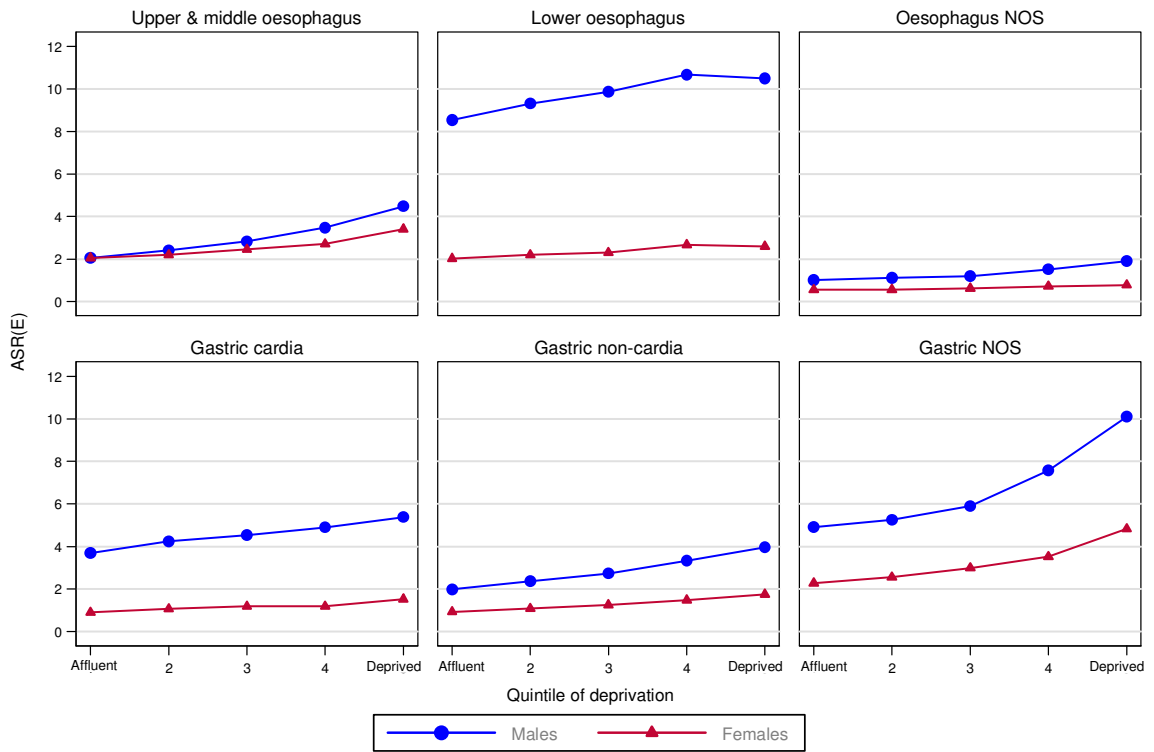 Upper & middle oesophagus
Lower oesophagus
Oesophagus NOS
12
10
8
6
4
2
0
ASR(E)
Gastric cardia
Gastric non-cardia
Gastric NOS
12
10
8
6
4
2
0
Affluent 2 3 4 Deprived
Affluent 2 3 4 Deprived
Affluent 2 3 4 Deprived
Quintile of deprivation
Males Females